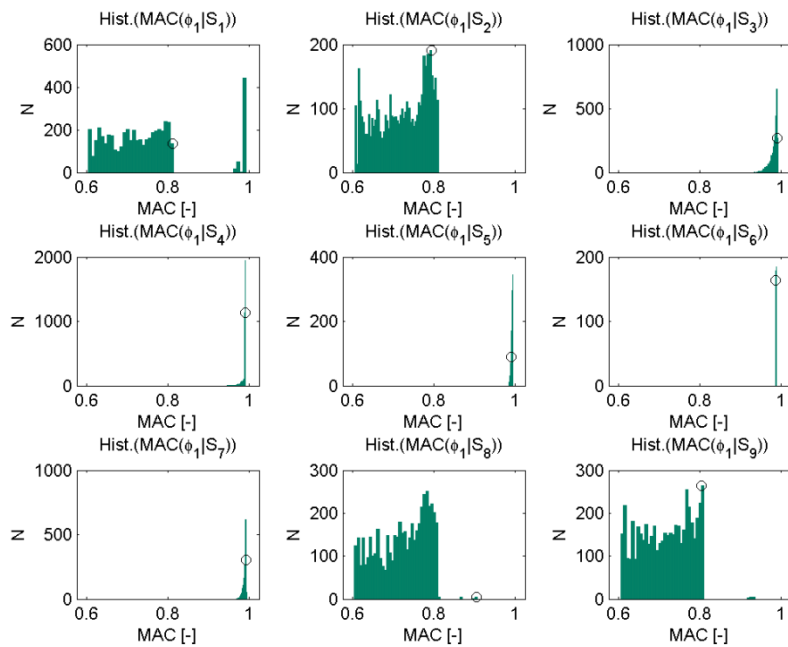 Hist.(MAC(ϕ₁|S₁))
600
400
200
0
N
0.6 0.8 1
MAC [-]
Hist.(MAC(ϕ₁|S₂))
200
100
0
N
0.6 0.8 1
MAC [-]
Hist.(MAC(ϕ₁|S₃))
1000
500
0
N
0.6 0.8 1
MAC [-]
Hist.(MAC(ϕ₁|S₄))
2000
1000
0
N
0.6 0.8 1
MAC [-]
Hist.(MAC(ϕ₁|S₅))
400
200
0
N
0.6 0.8 1
MAC [-]
Hist.(MAC(ϕ₁|S₆))
200
100
0
N
0.6 0.8 1
MAC [-]
Hist.(MAC(ϕ₁|S₇))
1000
500
0
N
0.6 0.8 1
MAC [-]
Hist.(MAC(ϕ₁|S₈))
300
200
100
0
N
0.6 0.8 1
MAC [-]
Hist.(MAC(ϕ₁|S₉))
300
200
100
0
N
0.6 0.8 1
MAC [-]